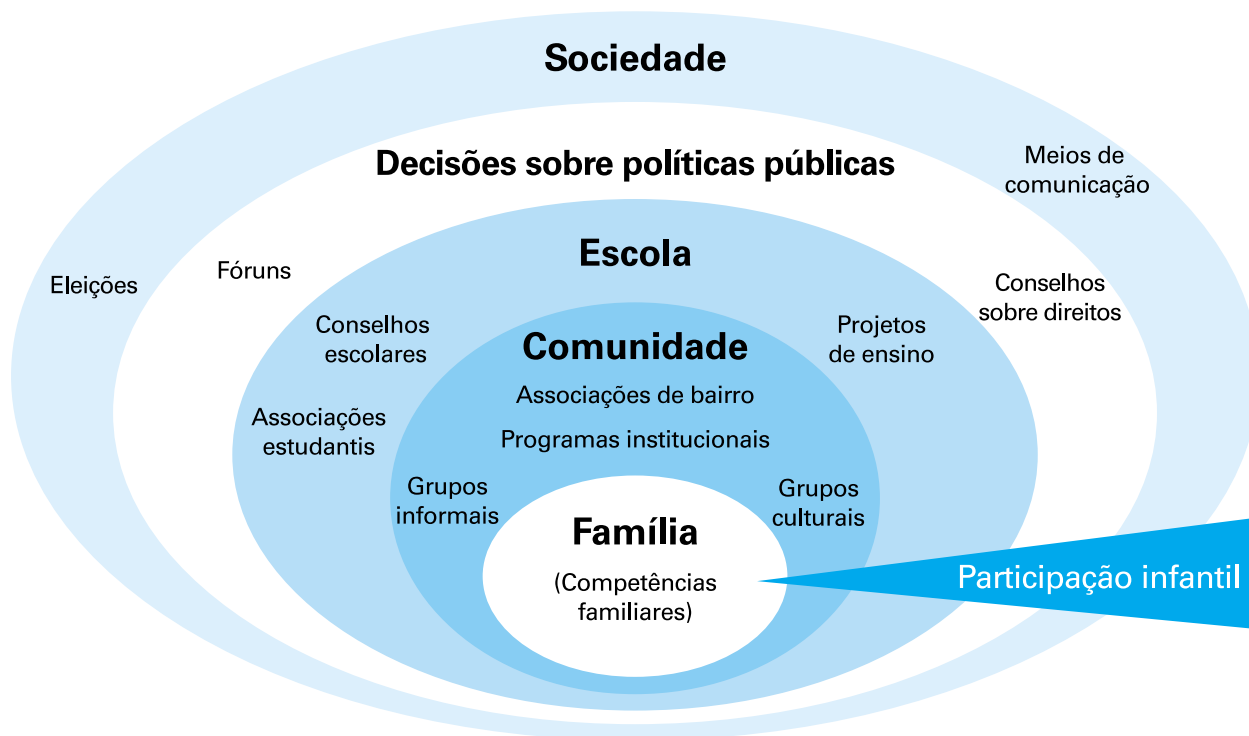 Sociedade
Decisões sobre políticas públicas
Meios de
comunicação
Eleições
Fóruns
Conselhos
sobre direitos
Escola
Conselhos
escolares
Projetos
de ensino
Associações
estudantis
Comunidade
Associações de bairro
Programas institucionais
Grupos
informais
Grupos
culturais
Família
(Competências
familiares)
Participação infantil